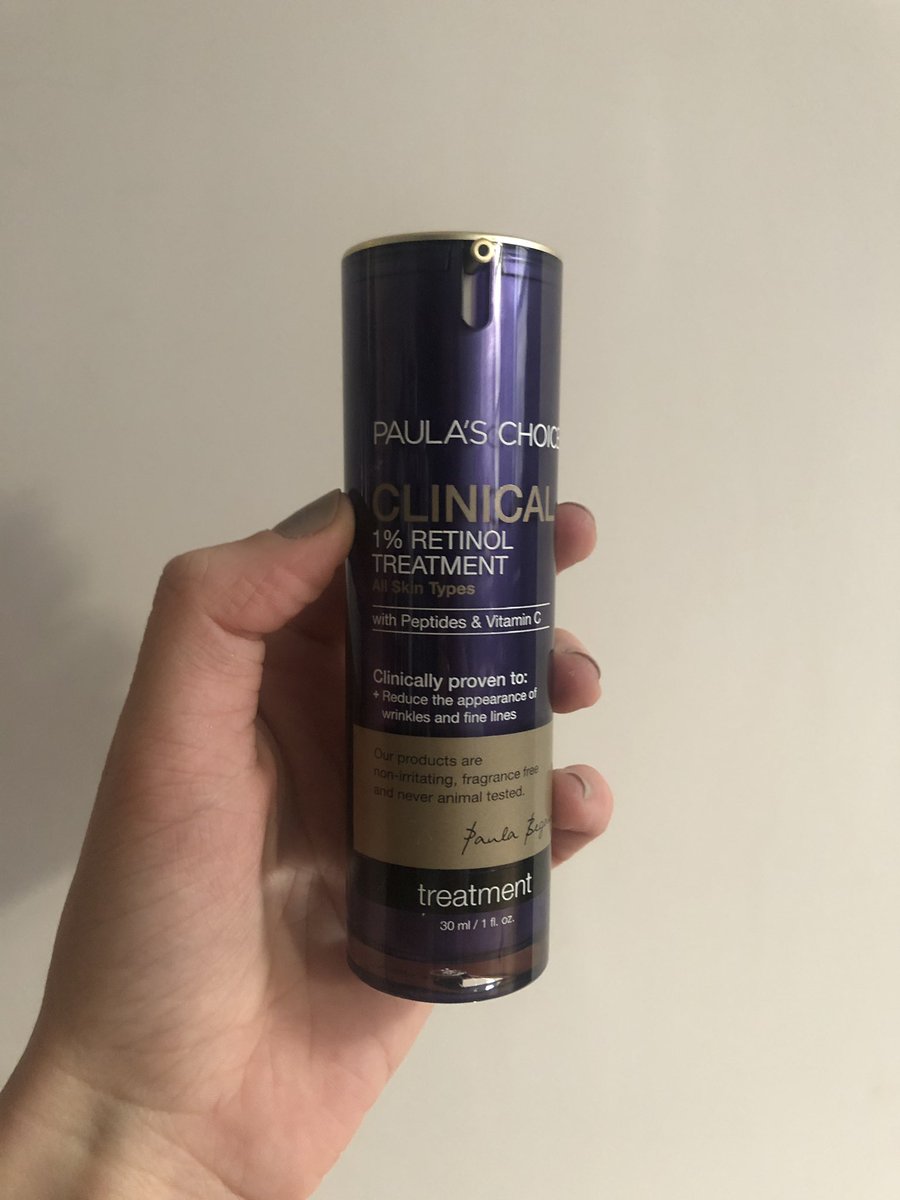 PAULA'S CHOICE
CLINICAL
1% RETINOL
TREATMENT
All Skin Types
with Peptides & Vitamin C
Clinically proven to:
+ Reduce the appearance of
wrinkles and fine lines
Our products are
non-irritating, fragrance free
and never animal tested.
Paula
treatment
30 ml / 1 fl. oz.